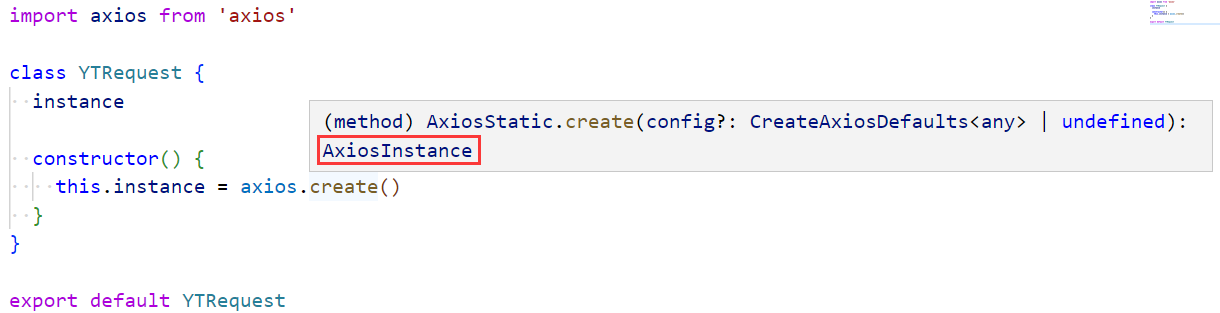 import axios from 'axios'
class YTRequest {
instance
(method) AxiosStatic.create(config?: CreateAxiosDefaults<any> | undefined):
AxiosInstance
constructor() {
this.instance = axios.create()
}
}
export default YTRequest